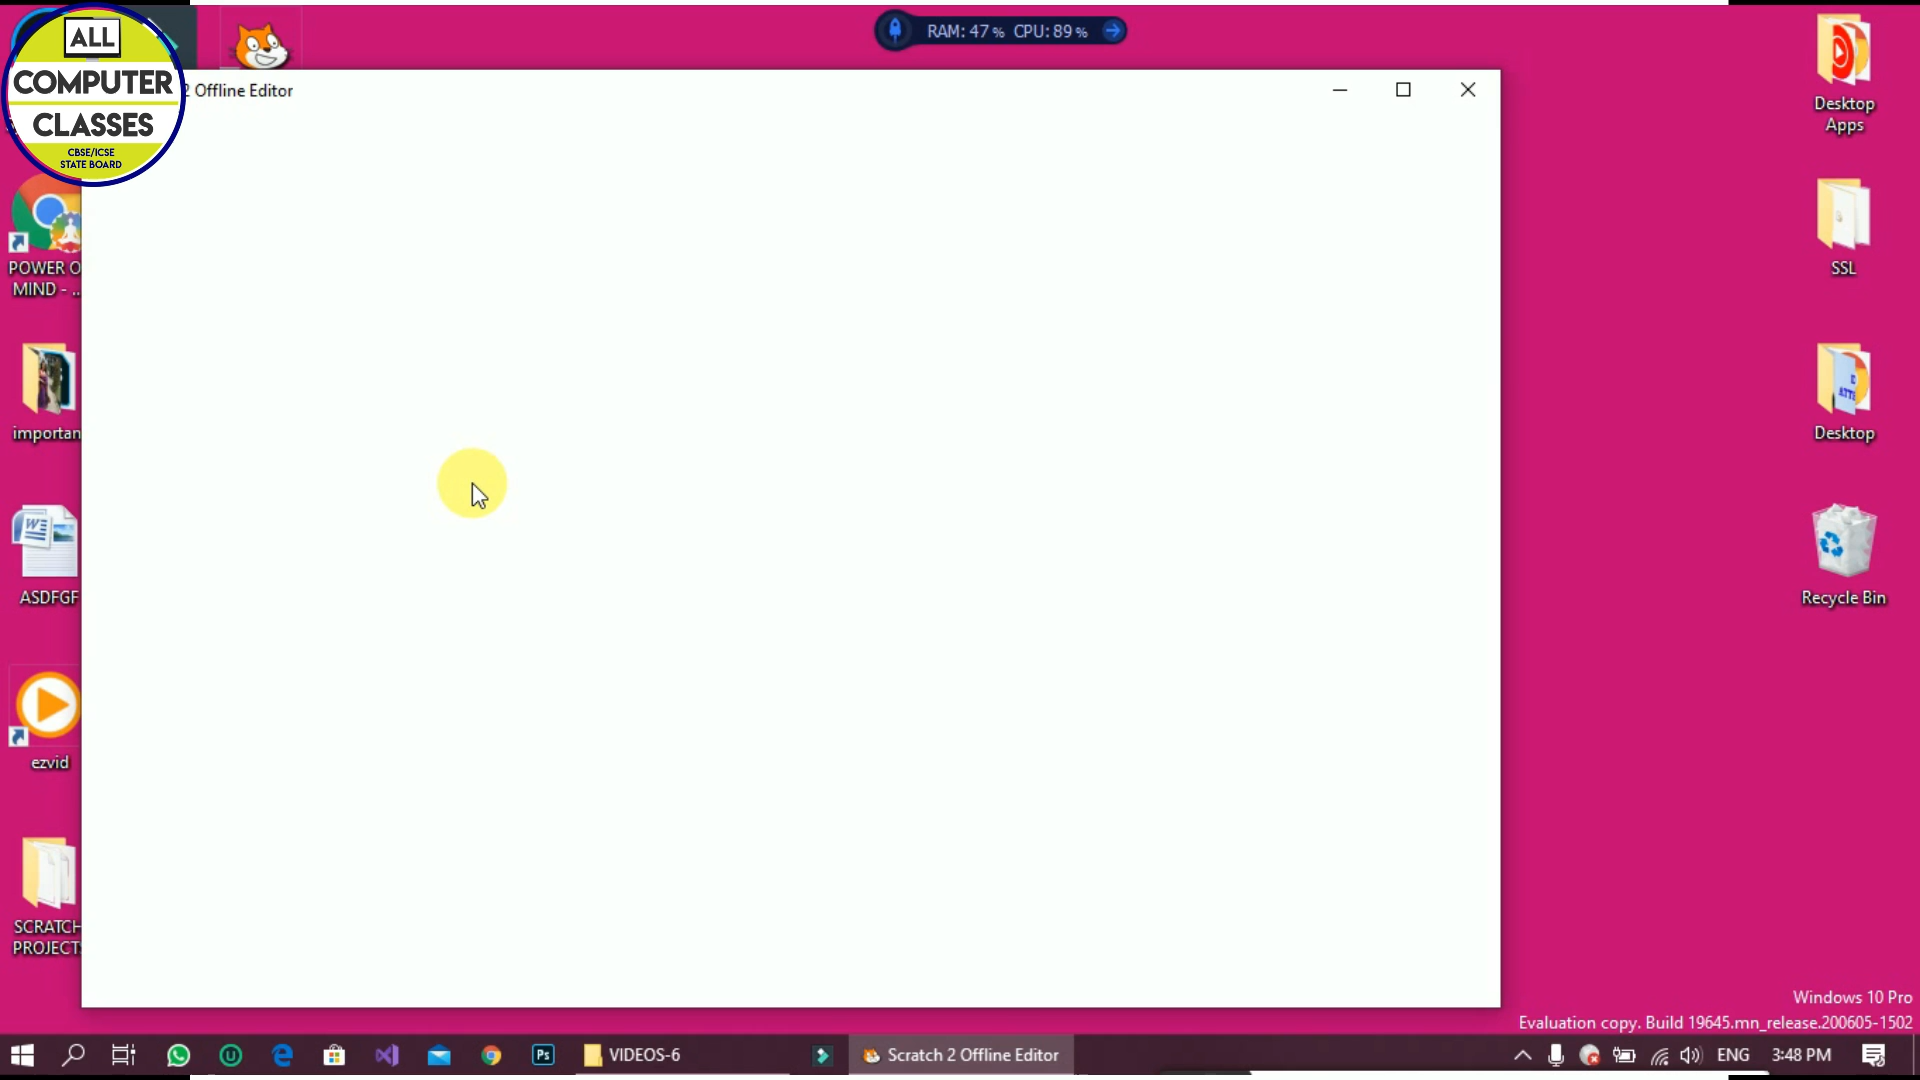 ALL
COMPUTER
CLASSES
CBSE/ICSE
STATE BOARD
2 Offline Editor
RAM: 47 % CPU: 89 %
Desktop
Apps
POWER O
MIND - ...
SSL
importan
Desktop
ASDFGF
Recycle Bin
ezvid
SCRATCH
PROJECTS
Windows 10 Pro
Evaluation copy. Build 19645.mn_release.200605-1502
VIDEOS-6
Scratch 2 Offline Editor
ENG
3:48 PM